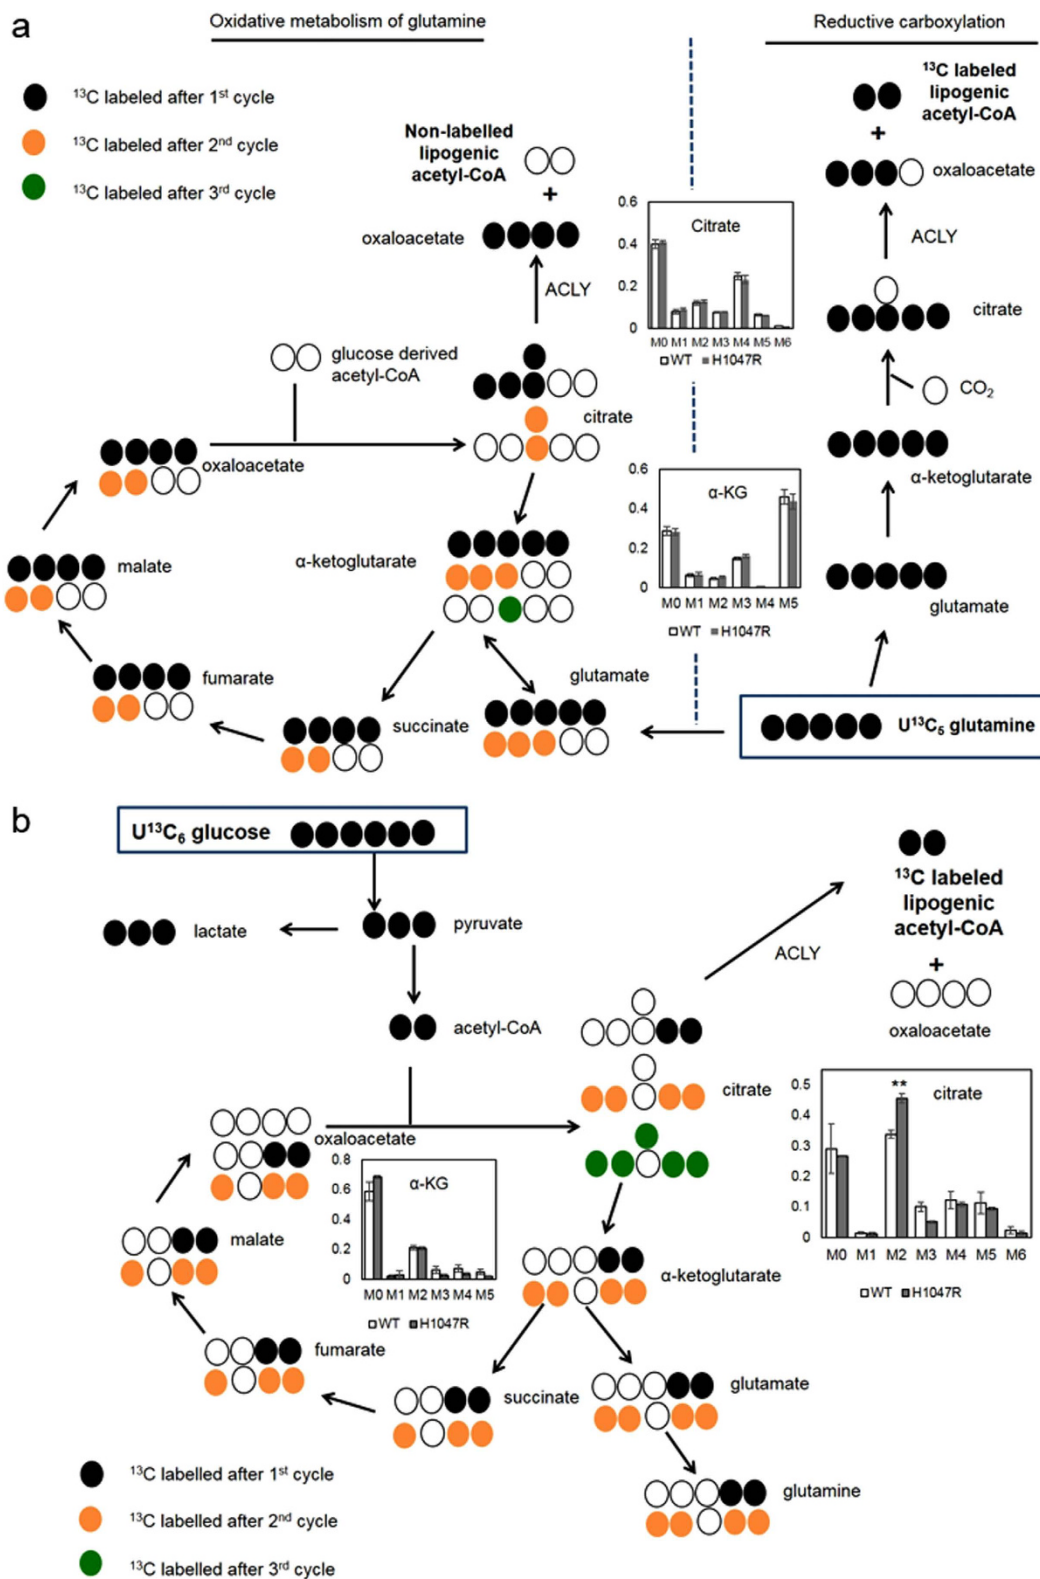 a
Oxidative metabolism of glutamine
Reductive carboxylation
¹³C labeled after 1ˢᵗ cycle
¹³C labeled after 2ⁿᵈ cycle
¹³C labeled after 3ʳᵈ cycle
Non-labelled
lipogenic
acetyl-CoA
+
oxaloacetate
ACLY
glucose derived
acetyl-CoA
citrate
oxaloacetate
malate
fumarate
succinate
α-ketoglutarate
glutamate
Citrate
0.6
0.4
0.2
0
M0 M1 M2 M3 M4 M5 M6
WT H1047R
α-KG
0.6
0.4
0.2
0
M0 M1 M2 M3 M4 M5
WT H1047R
¹³C labeled
lipogenic
acetyl-CoA
+
oxaloacetate
ACLY
citrate
CO₂
α-ketoglutarate
glutamate
U¹³C₅ glutamine
b
U¹³C₆ glucose
lactate
pyruvate
acetyl-CoA
¹³C labeled
lipogenic
acetyl-CoA
+
oxaloacetate
ACLY
citrate
oxaloacetate
malate
fumarate
succinate
α-ketoglutarate
glutamate
glutamine
α-KG
0.8
0.6
0.4
0.2
0
M0 M1 M2 M3 M4 M5
WT H1047R
citrate
**
0.5
0.4
0.3
0.2
0.1
0
M0 M1 M2 M3 M4 M5 M6
WT H1047R
¹³C labelled after 1ˢᵗ cycle
¹³C labelled after 2ⁿᵈ cycle
¹³C labelled after 3ʳᵈ cycle